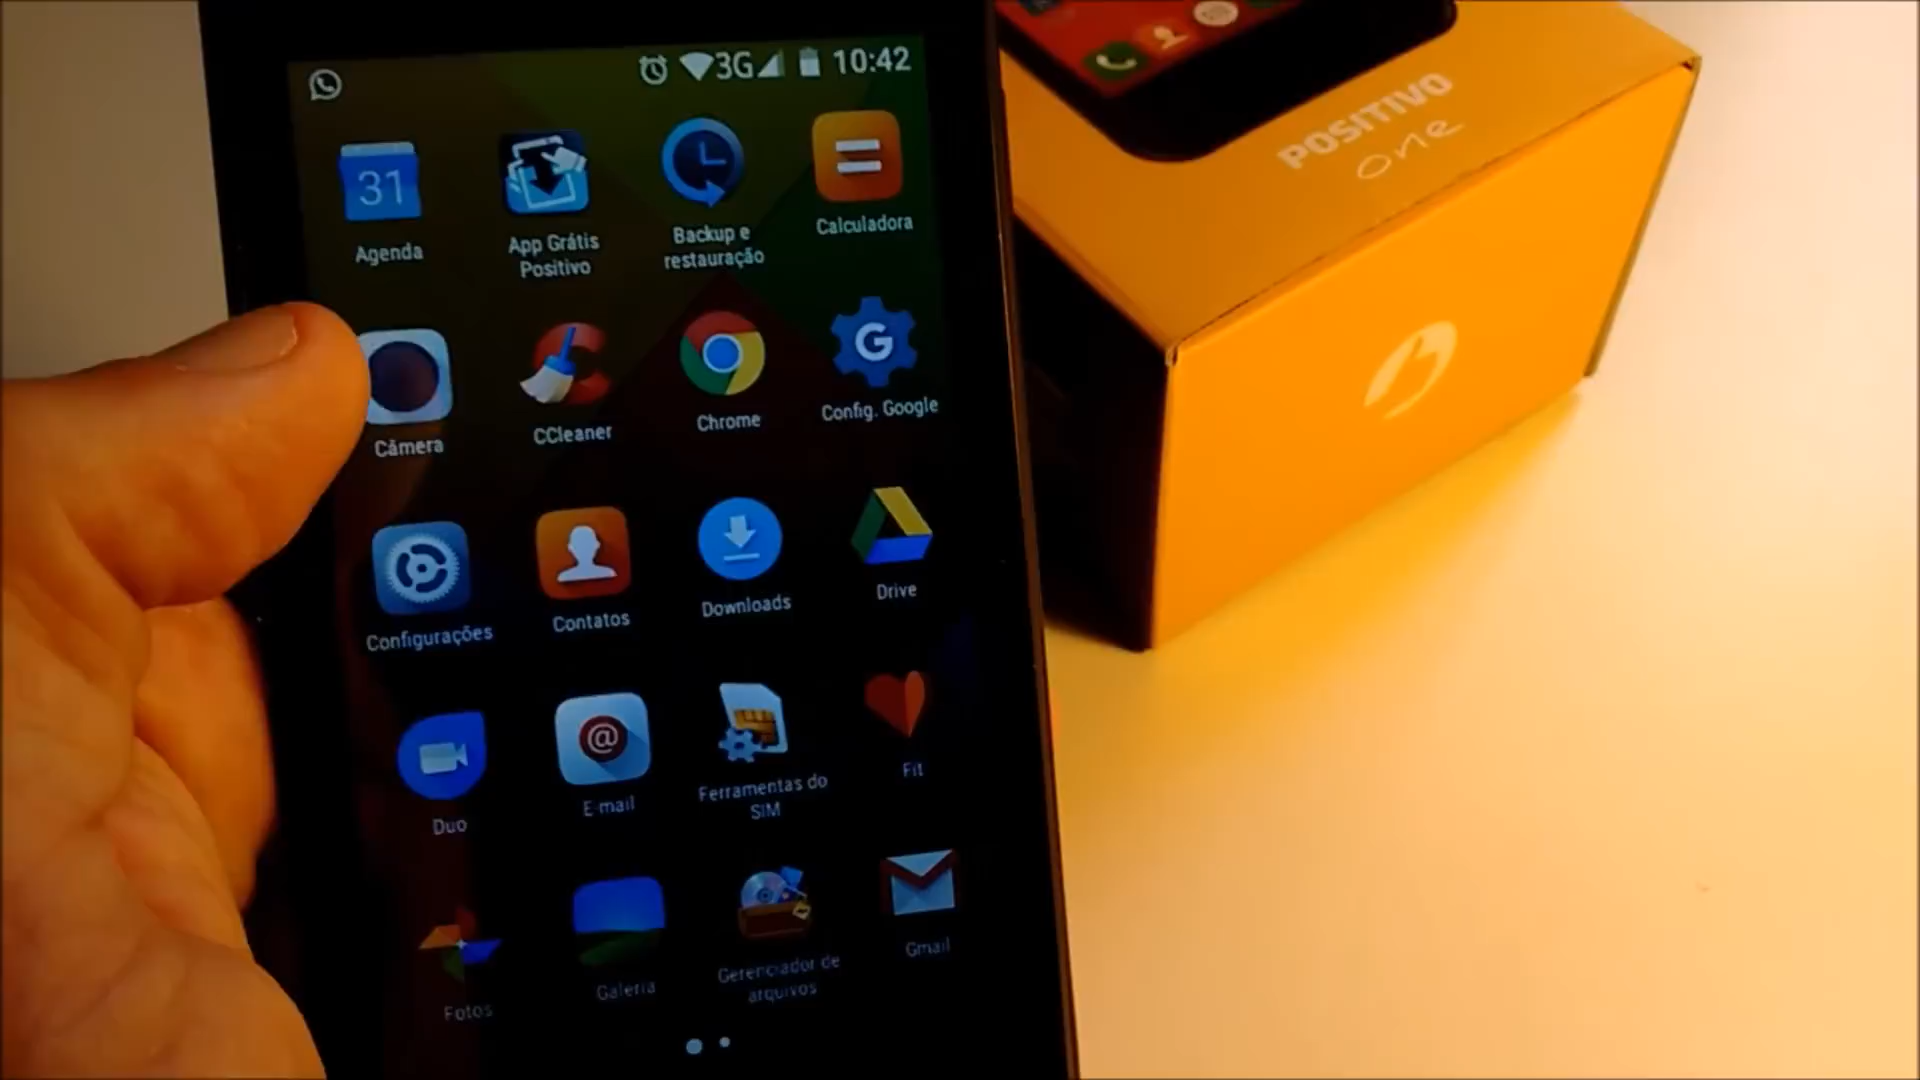 3G 10:42
31
Agenda
App Grátis
Positivo
Backup e
restauração
Calculadora
Câmera
CCleaner
Chrome
G
Config. Google
Configurações
Contatos
Downloads
Drive
Duo
@
E-mail
Ferramentas do
SIM
Fit
Fotos
Galeria
Gerenciador de
arquivos
Gmail
POSITIVO
one